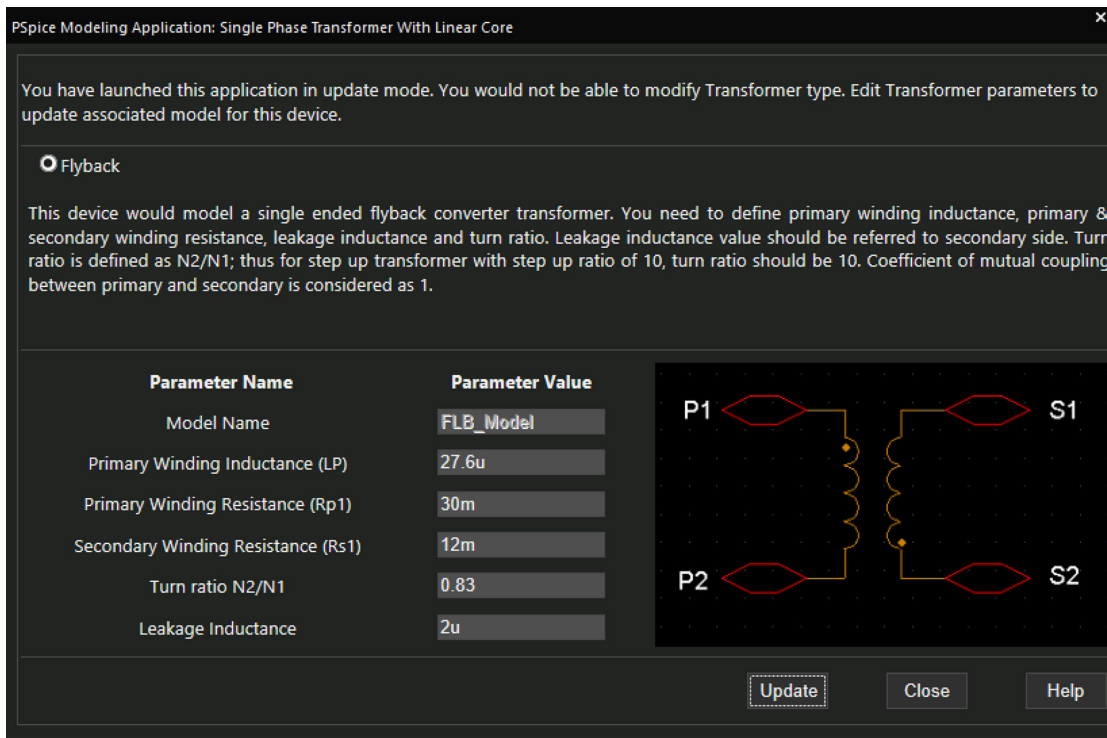 PSpice Modeling Application: Single Phase Transformer With Linear Core
×
You have launched this application in update mode. You would not be able to modify Transformer type. Edit Transformer parameters to
update associated model for this device.
Flyback
This device would model a single ended flyback converter transformer. You need to define primary winding inductance, primary &
secondary winding resistance, leakage inductance and turn ratio. Leakage inductance value should be referred to secondary side. Turn
ratio is defined as N2/N1; thus for step up transformer with step up ratio of 10, turn ratio should be 10. Coefficient of mutual coupling
between primary and secondary is considered as 1.
Parameter Name Parameter Value
Model Name FLB_Model
Primary Winding Inductance (LP) 27.6u
Primary Winding Resistance (Rp1) 30m
Secondary Winding Resistance (Rs1) 12m
Turn ratio N2/N1 0.83
Leakage Inductance 2u
P1 S1
P2 S2
Update Close Help